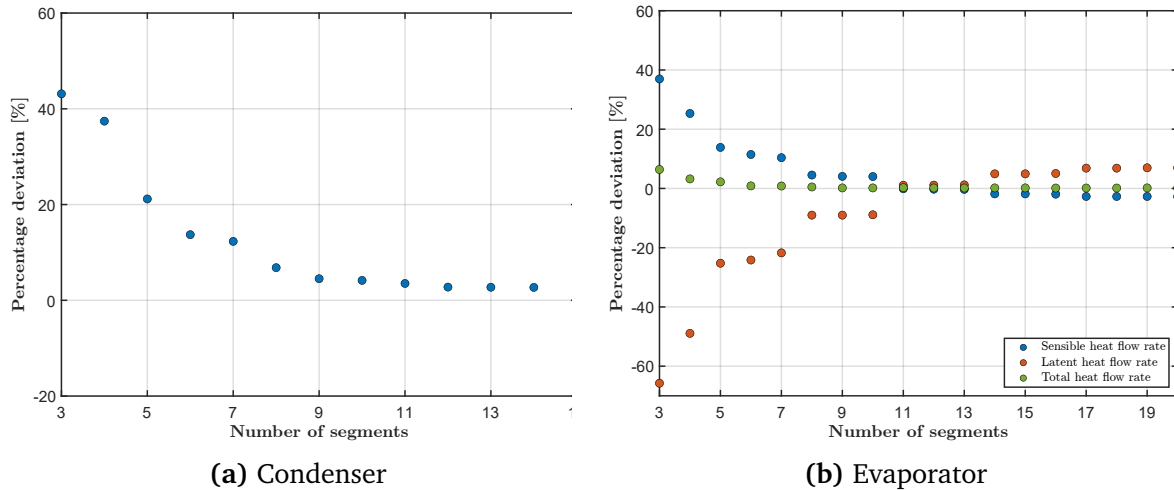 60
40
20
0
-20
3 5 7 9 11 13 1
Percentage deviation [%]
Number of segments
(a) Condenser
60
40
20
0
-20
-40
-60
3 5 7 9 11 13 15 17 19
Percentage deviation [%]
Number of segments
Sensible heat flow rate
Latent heat flow rate
Total heat flow rate
(b) Evaporator